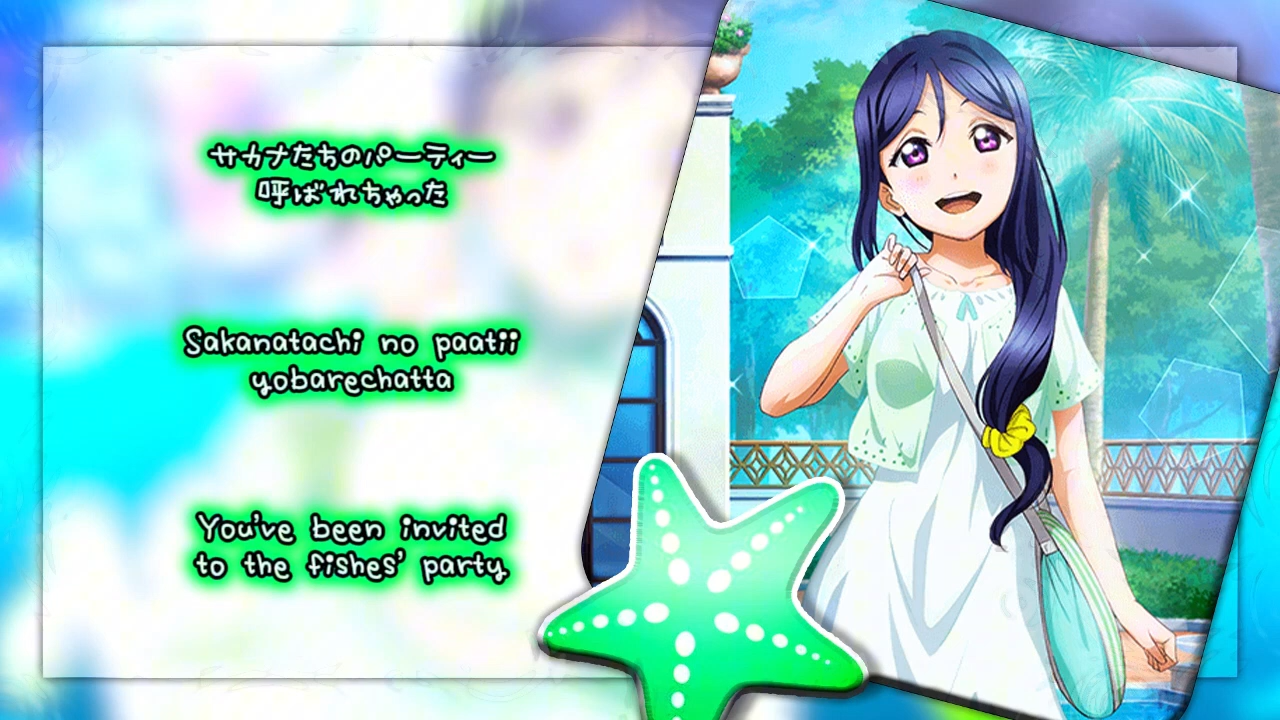 サカナたちのパーティー
呼ばれちゃった
Sakanatachi no paatii
yobarechatta
You've been invited
to the fishes' party